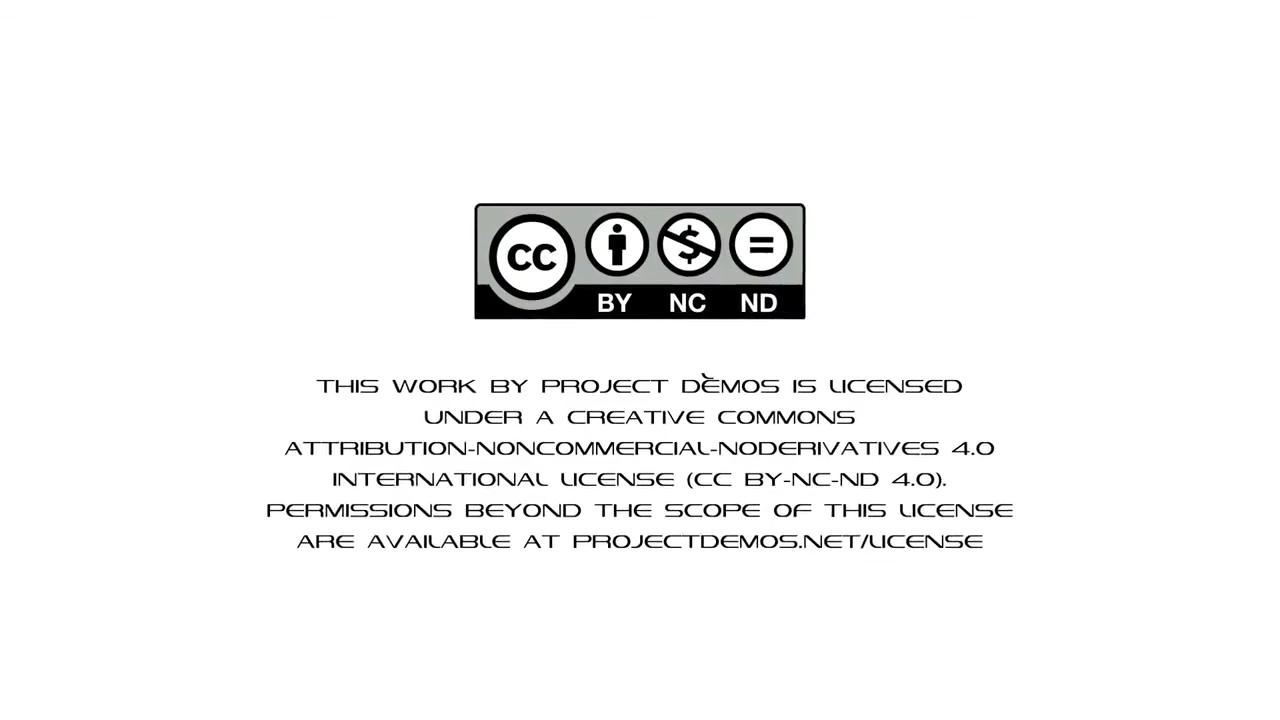 CC
BY NC ND
THIS WORK BY PROJECT DÈMOS IS LICENSED
UNDER A CREATIVE COMMONS
ATTRIBUTION-NONCOMMERCIAL-NODERIVATIVES 4.0
INTERNATIONAL LICENSE (CC BY-NC-ND 4.0).
PERMISSIONS BEYOND THE SCOPE OF THIS LICENSE
ARE AVAILABLE AT PROJECTDEMOS.NET/LICENSE